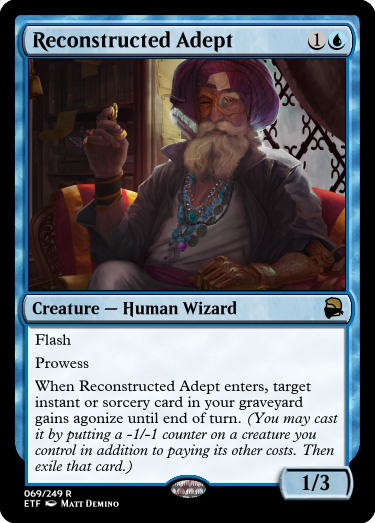 Reconstructed Adept 1
Creature — Human Wizard
Flash
Prowess
When Reconstructed Adept enters, target
instant or sorcery card in your graveyard
gains agonize until end of turn. (You may cast
it by putting a -1/-1 counter on a creature you
control in addition to paying its other costs. Then
exile that card.)
1/3
069/249 R
ETF Matt Demino